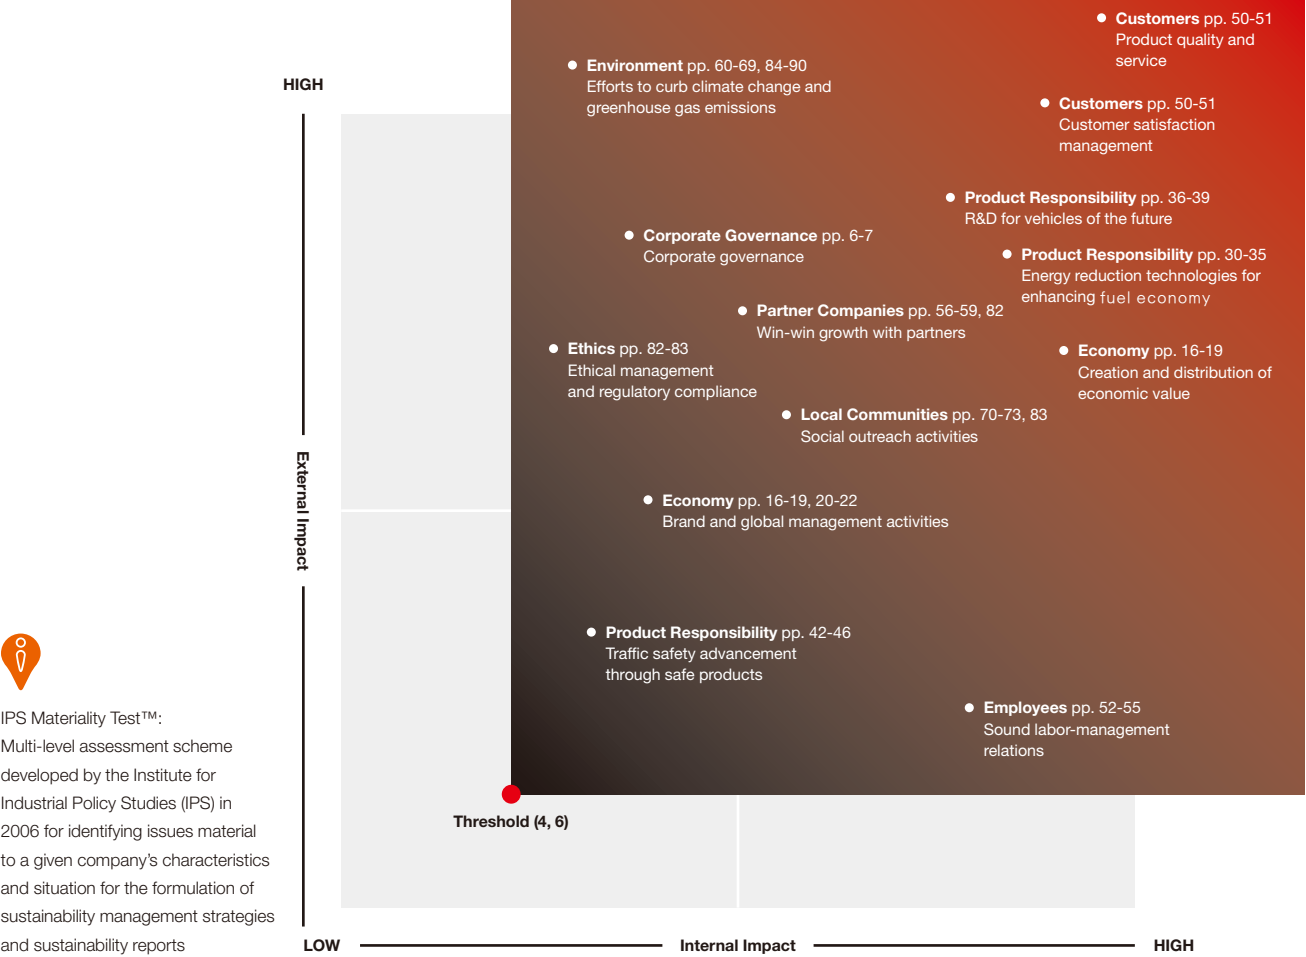 HIGH
Customers pp. 50-51
Product quality and
service
Environment pp. 60-69, 84-90
Efforts to curb climate change and
greenhouse gas emissions
Customers pp. 50-51
Customer satisfaction
management
Product Responsibility pp. 36-39
R&D for vehicles of the future
Corporate Governance pp. 6-7
Corporate governance
Product Responsibility pp. 30-35
Energy reduction technologies for
enhancing fuel economy
Partner Companies pp. 56-59, 82
Win-win growth with partners
Ethics pp. 82-83
Ethical management
and regulatory compliance
Economy pp. 16-19
Creation and distribution of
economic value
Local Communities pp. 70-73, 83
Social outreach activities
External Impact
Economy pp. 16-19, 20-22
Brand and global management activities
Product Responsibility pp. 42-46
Traffic safety advancement
through safe products
Employees pp. 52-55
Sound labor-management
relations
Threshold (4, 6)
IPS Materiality Test™:
Multi-level assessment scheme
developed by the Institute for
Industrial Policy Studies (IPS) in
2006 for identifying issues material
to a given company's characteristics
and situation for the formulation of
sustainability management strategies
and sustainability reports
LOW
Internal Impact
HIGH